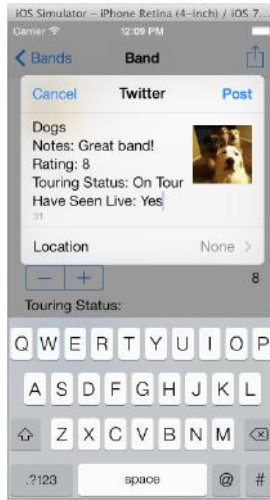 iOS Simulator – iPhone Retina (4-inch) / iOS 7...
Carrier 12:09 PM
Bands Band
Cancel Twitter Post
Dogs
Notes: Great band!
Rating: 8
Touring Status: On Tour
Have Seen Live: Yes
31
Location None
− + 8
Touring Status:
Q W E R T Y U I O P
A S D F G H J K L
Z X C V B N M
.?123 space @ #